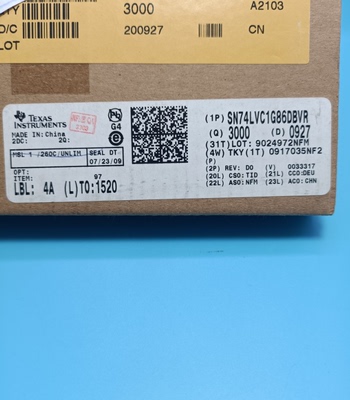 QTY 3000 A2103
D/C 200927 CN
LOT
TEXAS
INSTRUMENTS
MADE IN: China
2DC: 2Q:
G4
MSL 1 /260C/UNLIM SEAL DT
07/23/09
OPT:
ITEM: 97
LBL: 4A (L)TO:1520
(1P) SN74LVC1G86DBVR
(Q) 3000 (D) 0927
(31T)LOT: 9024972NFM
(4W) TKY(1T) 0917035NF2
(P)
(2P) REV: D0 (V) 0033317
(20L) CSO:TID (21L) CCO:DEU
(22L) ASO:NFM (23L) ACO:CHN